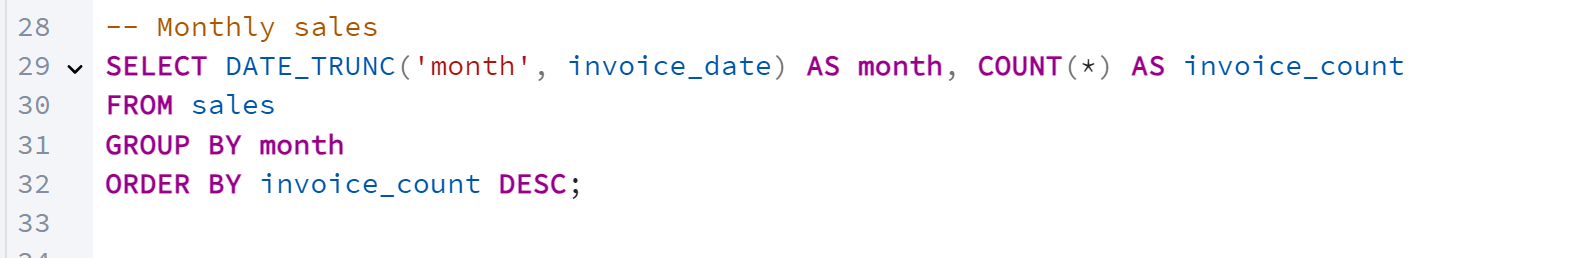 28 -- Monthly sales
29 SELECT DATE_TRUNC('month', invoice_date) AS month, COUNT(*) AS invoice_count
30 FROM sales
31 GROUP BY month
32 ORDER BY invoice_count DESC;
33